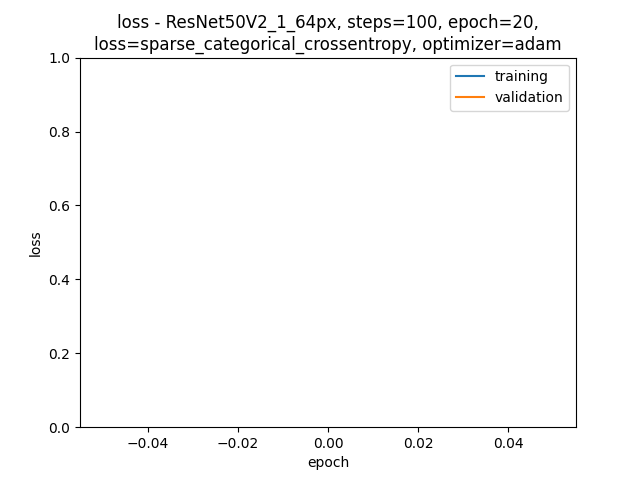 loss - ResNet50V2_1_64px, steps=100, epoch=20,
loss=sparse_categorical_crossentropy, optimizer=adam
training
validation
1.0
0.8
0.6
0.4
0.2
0.0
loss
−0.04 −0.02 0.00 0.02 0.04
epoch